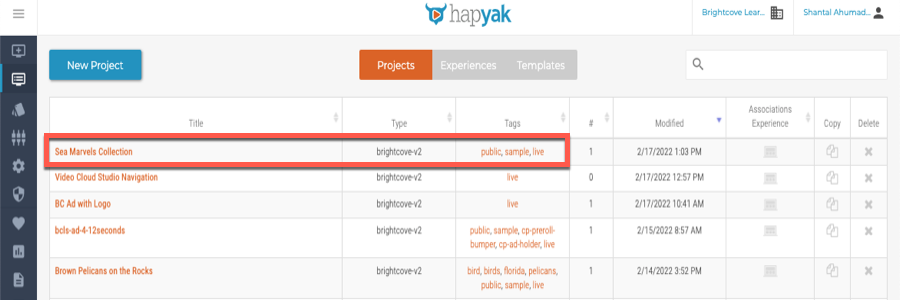 hapyak
Brightcove Lear...
Shantal Ahumad...
New Project
Projects Experiences Templates
Title Type Tags # Modified Associations Experience Copy Delete
Sea Marvels Collection brightcove-v2 public, sample, live 1 2/17/2022 1:03 PM
Video Cloud Studio Navigation brightcove-v2 live 0 2/17/2022 12:57 PM
BC Ad with Logo brightcove-v2 live 1 2/17/2022 10:41 AM
bcls-ad-4-12seconds brightcove-v2 public, sample, cp-preroll-
bumper, cp-ad-holder, live 1 2/15/2022 8:57 AM
Brown Pelicans on the Rocks brightcove-v2 bird, birds, florida, pelicans,
public, sample, live 1 2/14/2022 3:52 PM